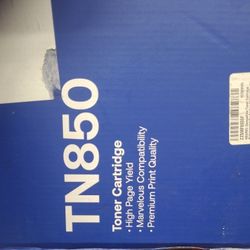 TN850
Toner Cartridge
• High Page Yield
• Marvelous Compatibility
• Premium Print Quality